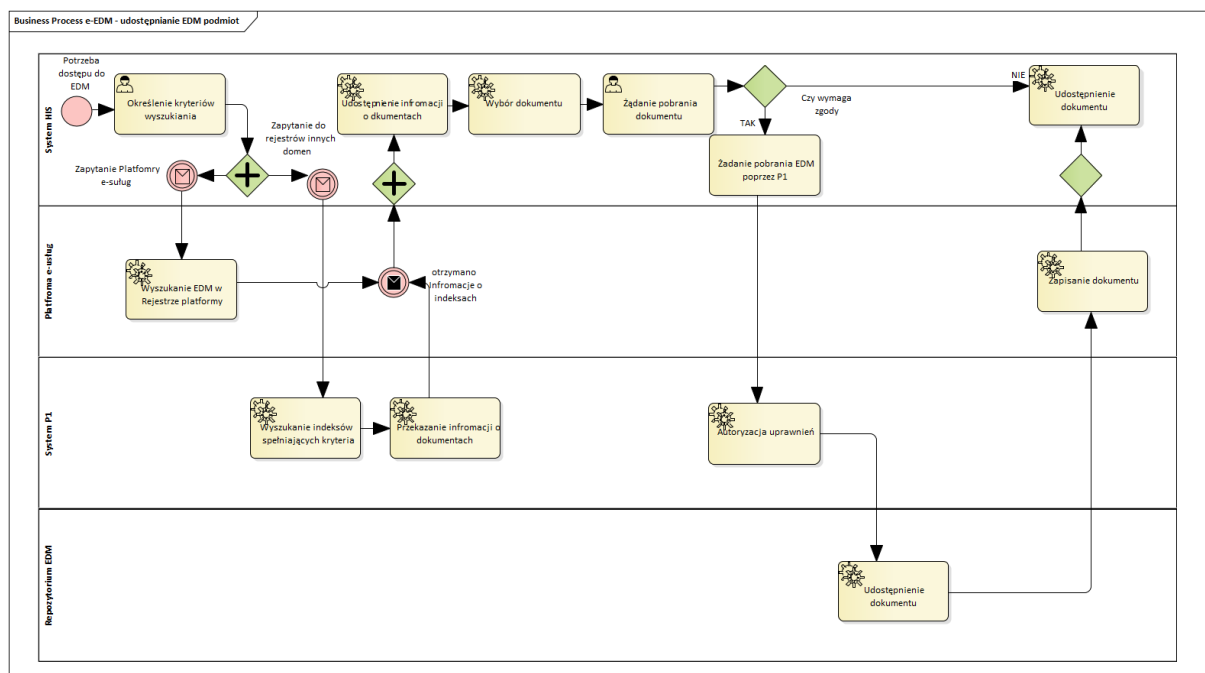 Business Process e-EDM - udostępnianie EDM podmiot
System HIS
Potrzeba
dostępu do
EDM
Określenie kryteriów
wyszukiania
Zapytanie Platfomry
e-suług
Zapytanie do
rejestrów innych
domen
Udostępnienie infromacji
o dkumentach
Wybór dokumentu
Żądanie pobrania
dokumentu
Czy wymaga
zgody
NIE
TAK
Żadanie pobrania EDM
poprzez P1
Udostępnienie
dokumentu
Platfroma e-usług
Wyszukanie EDM w
Rejestrze platformy
otrzymano
infromacje o
indeksach
Zapisanie dokumentu
System P1
Wyszukanie indeksów
spełniających kryteria
Przekazanie infromacji o
dokumentach
Autoryzacja uprawnień
Repozytorium EDM
Udostępnienie
dokumentu